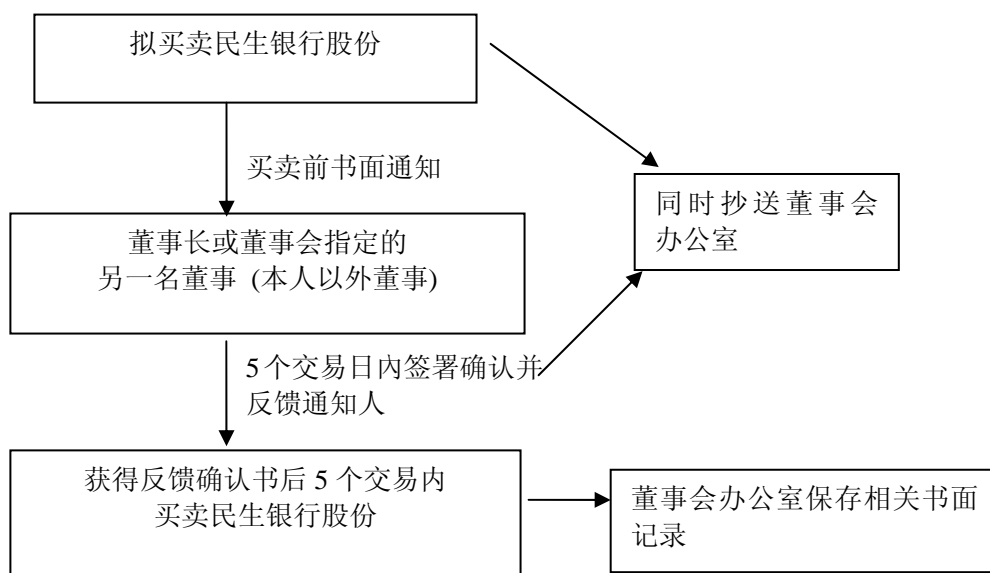 拟买卖民生银行股份
买卖前书面通知
同时抄送董事会
办公室
董事长或董事会指定的
另一名董事 (本人以外董事)
5个交易日内签署确认并
反馈通知人
获得反馈确认书后 5 个交易内
买卖民生银行股份
董事会办公室保存相关书面
记录